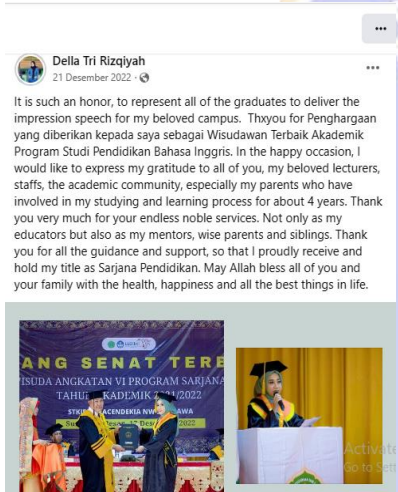 Della Tri Rizqiyah
21 Desember 2022 ·
It is such an honor, to represent all of the graduates to deliver the
impression speech for my beloved campus. Thxyou for Penghargaan
yang diberikan kepada saya sebagai Wisudawan Terbaik Akademik
Program Studi Pendidikan Bahasa Inggris. In the happy occasion, I
would like to express my gratitude to all of you, my beloved lecturers,
staffs, the academic community, especially my parents who have
involved in my studying and learning process for about 4 years. Thank
you very much for your endless noble services. Not only as my
educators but also as my mentors, wise parents and siblings. Thank
you for all the guidance and support, so that I proudly receive and
hold my title as Sarjana Pendidikan. May Allah bless all of you and
your family with the health, happiness and all the best things in life.
ANG SENAT TERB
WISUDA ANGKATAN VI PROGRAM SARJANA
TAHUN AKADEMIK 2021/2022
Activate
Go to Sett